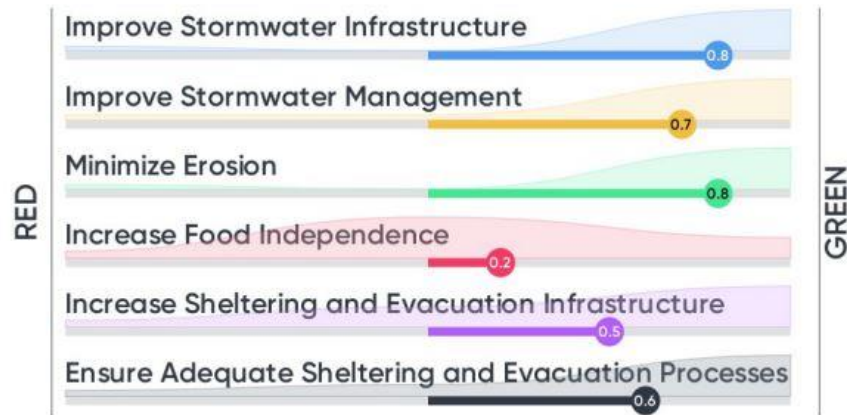 RED
Improve Stormwater Infrastructure
0.8
Improve Stormwater Management
0.7
Minimize Erosion
0.8
Increase Food Independence
0.2
Increase Sheltering and Evacuation Infrastructure
0.5
Ensure Adequate Sheltering and Evacuation Processes
0.6
GREEN